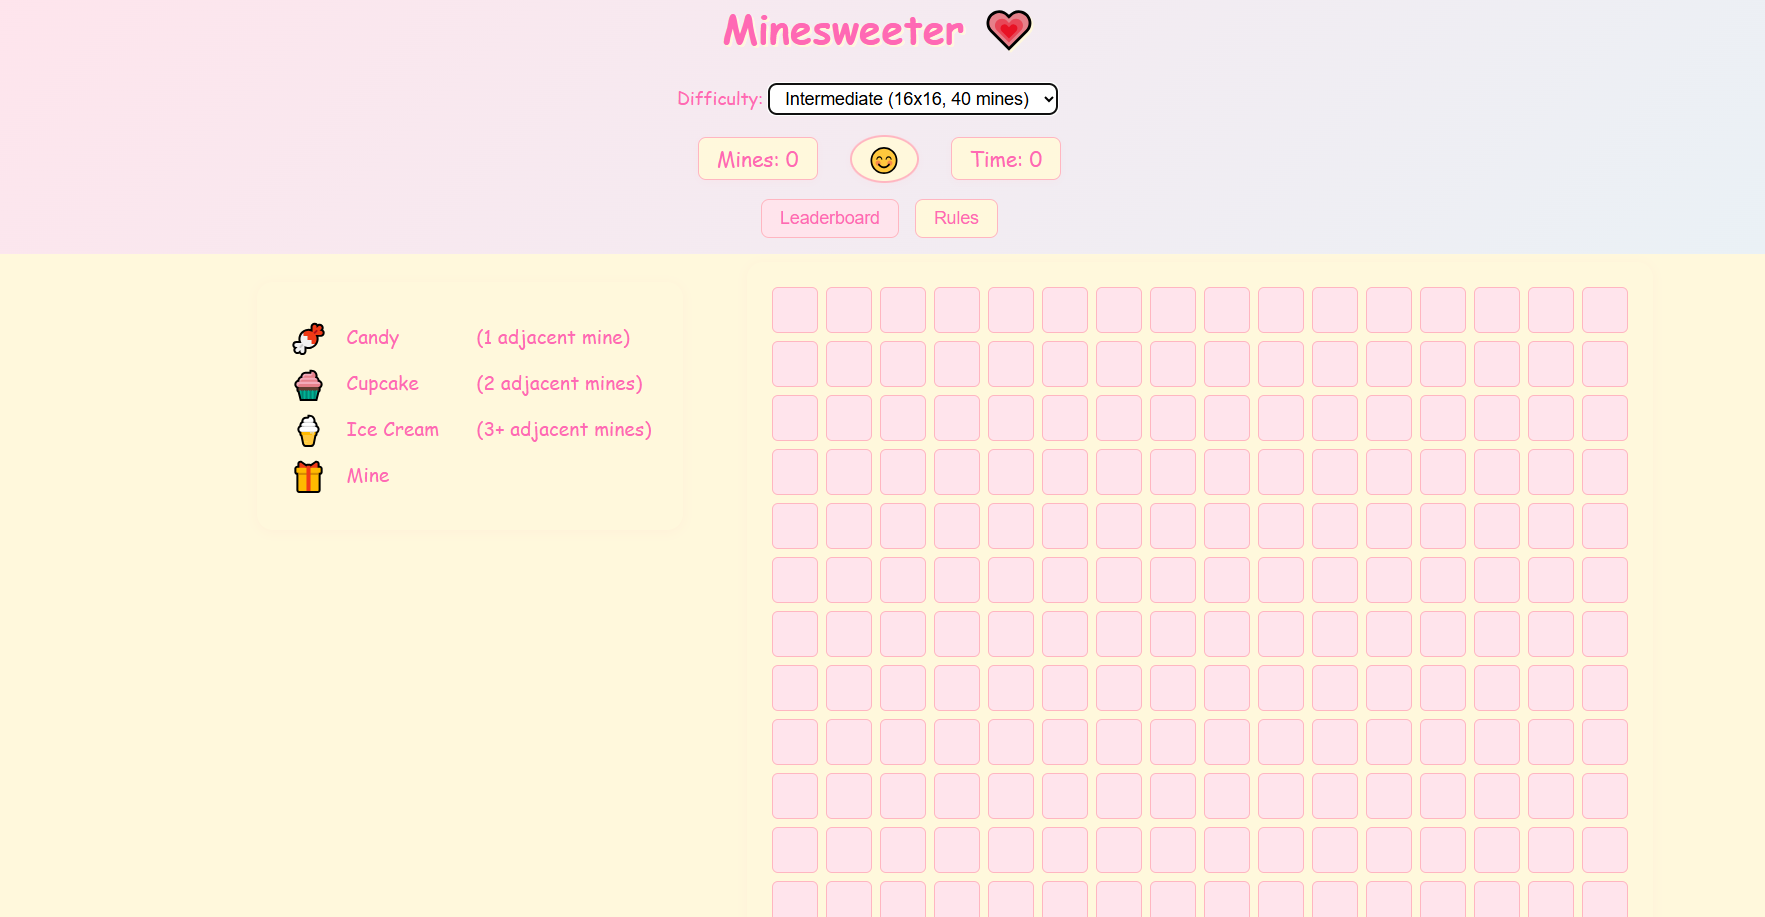 Minesweeter
Difficulty: Intermediate (16x16, 40 mines)
Mines: 0
Time: 0
Leaderboard
Rules
Candy (1 adjacent mine)
Cupcake (2 adjacent mines)
Ice Cream (3+ adjacent mines)
Mine